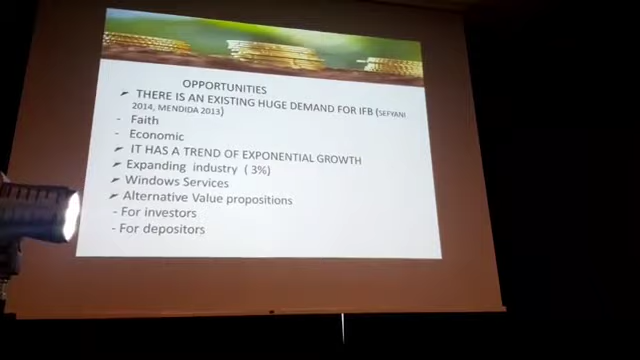 OPPORTUNITIES
THERE IS AN EXISTING HUGE DEMAND FOR IFB (SEFYANI
2014, MENDIDA 2013)
- Faith
- Economic
IT HAS A TREND OF EXPONENTIAL GROWTH
Expanding industry ( 3%)
Windows Services
Alternative Value propositions
- For investors
- For depositors